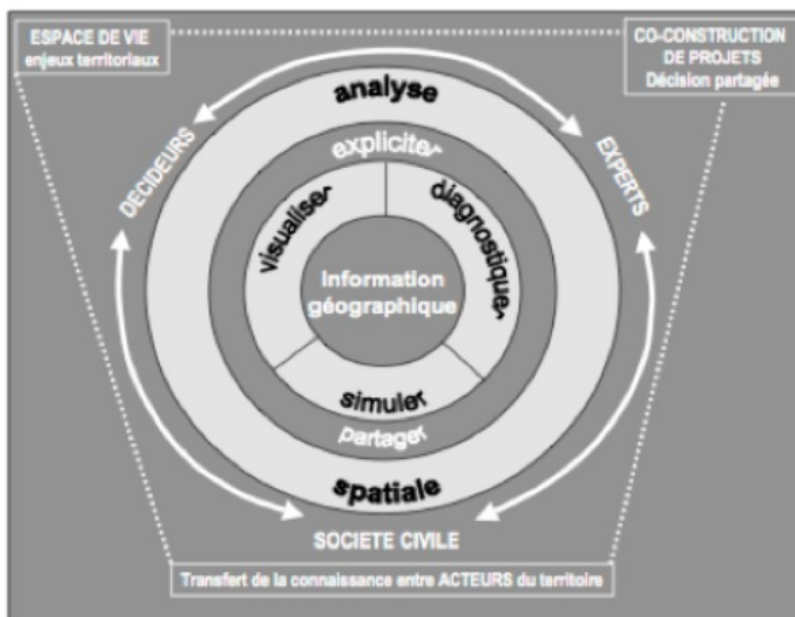 ESPACE DE VIE
enjeux territoriaux
CO-CONSTRUCTION
DE PROJETS
Décision partagée
analyse
expliciter
DECIDEURS
EXPERTS
visualiser
diagnostiquer
Information
géographique
simuler
partager
spatiale
SOCIETE CIVILE
Transfert de la connaissance entre ACTEURS du territoire